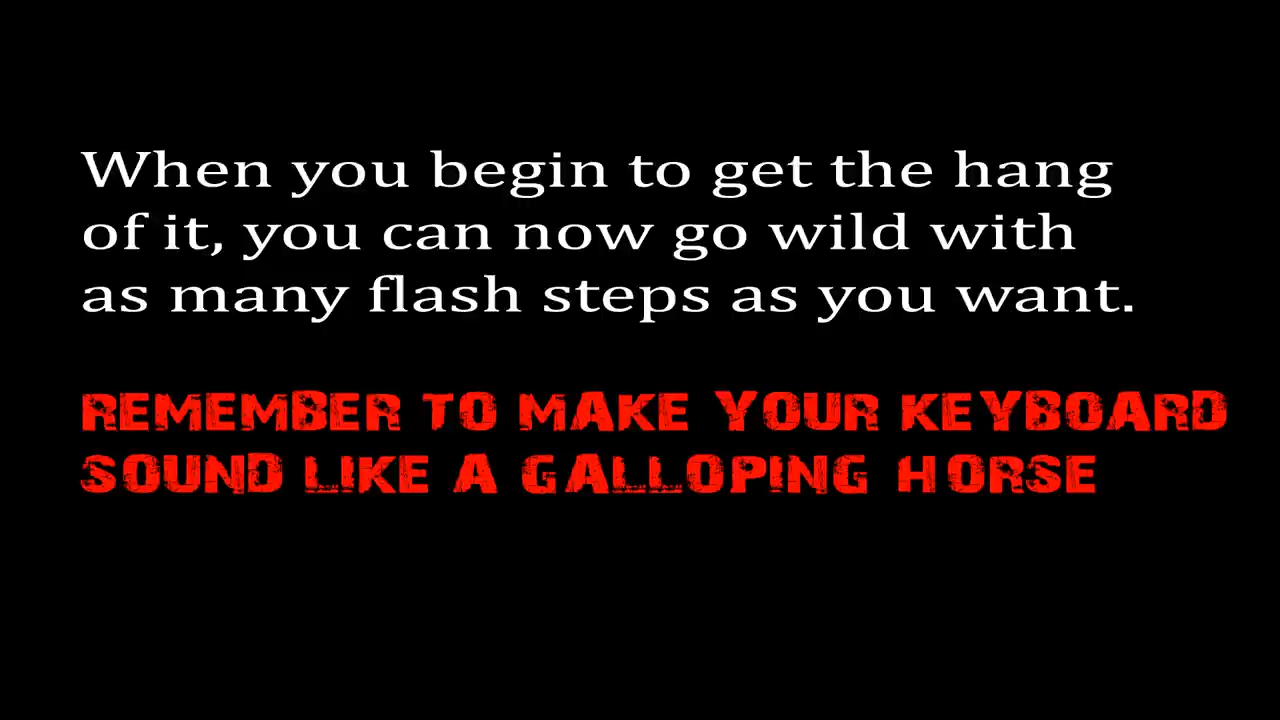 When you begin to get the hang
of it, you can now go wild with
as many flash steps as you want.
REMEMBER TO MAKE YOUR KEYBOARD
SOUND LIKE A GALLOPING HORSE